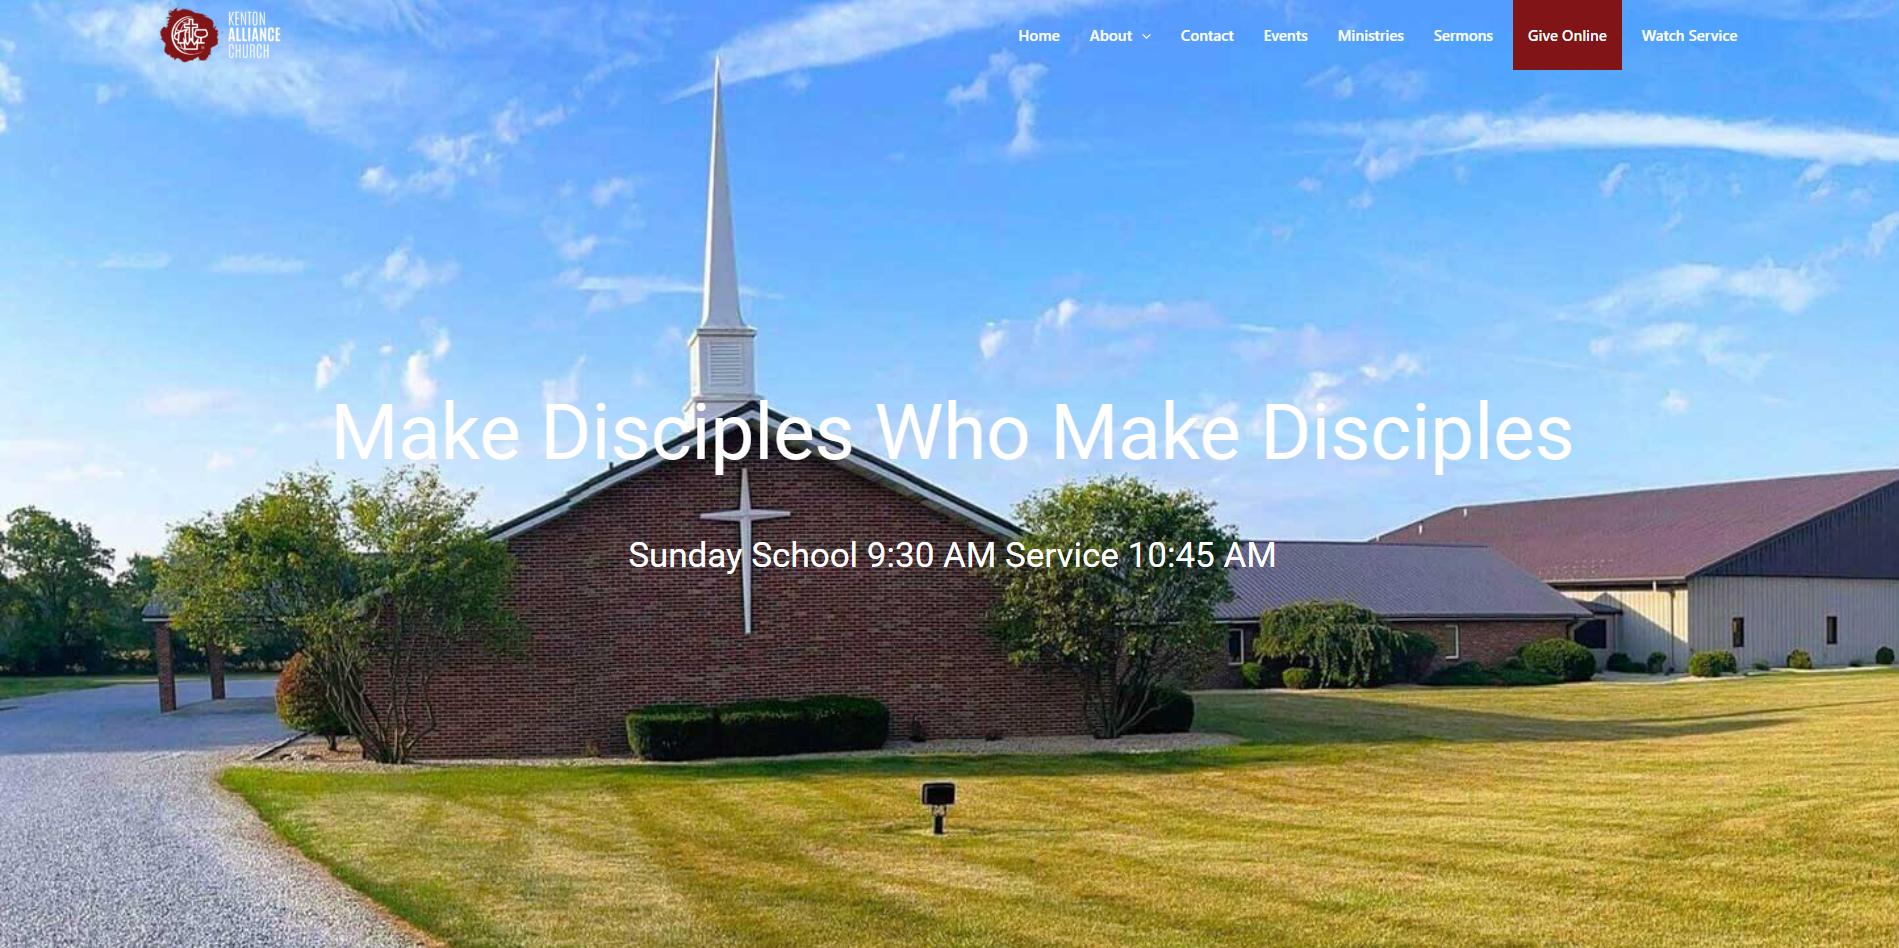 KENTON
ALLIANCE
CHURCH
Home About Contact Events Ministries Sermons Give Online Watch Service
Make Disciples Who Make Disciples
Sunday School 9:30 AM Service 10:45 AM